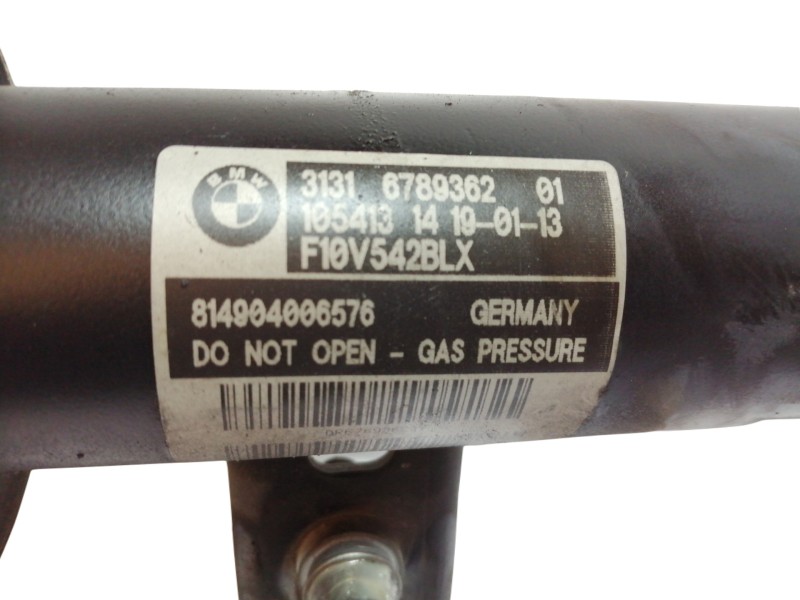 BMW
3131 6789362 01
105413 14 19-01-13
F10V542BLX
814904006576 GERMANY
DO NOT OPEN - GAS PRESSURE